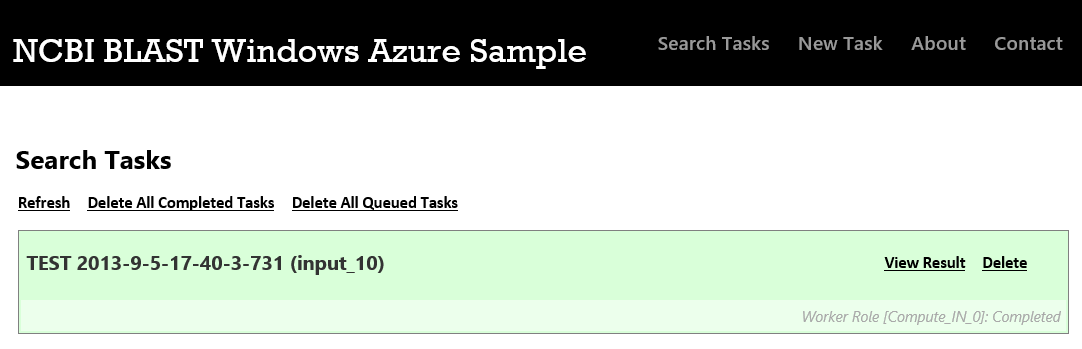 NCBI BLAST Windows Azure Sample
Search Tasks New Task About Contact
Search Tasks
Refresh Delete All Completed Tasks Delete All Queued Tasks
TEST 2013-9-5-17-40-3-731 (input_10) View Result Delete
Worker Role [Compute_IN_0]: Completed